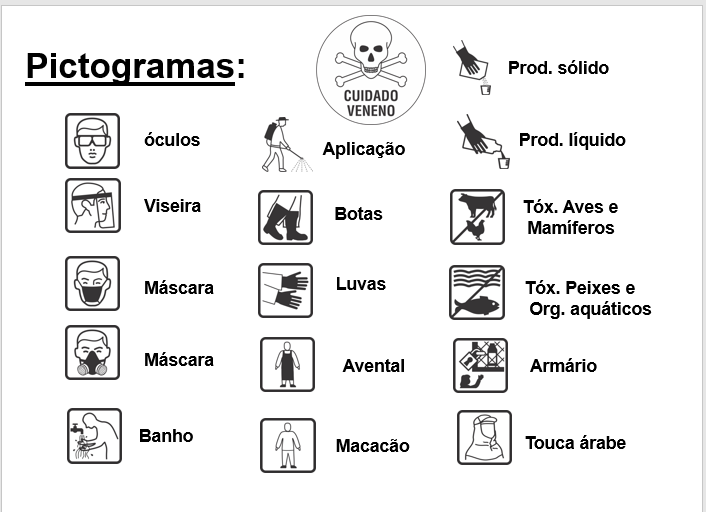 Pictogramas:
CUIDADO
VENENO
óculos
Viseira
Máscara
Máscara
Banho
Aplicação
Botas
Luvas
Avental
Macacão
Prod. sólido
Prod. líquido
Tóx. Aves e
Mamíferos
Tóx. Peixes e
Org. aquáticos
Armário
Touca árabe